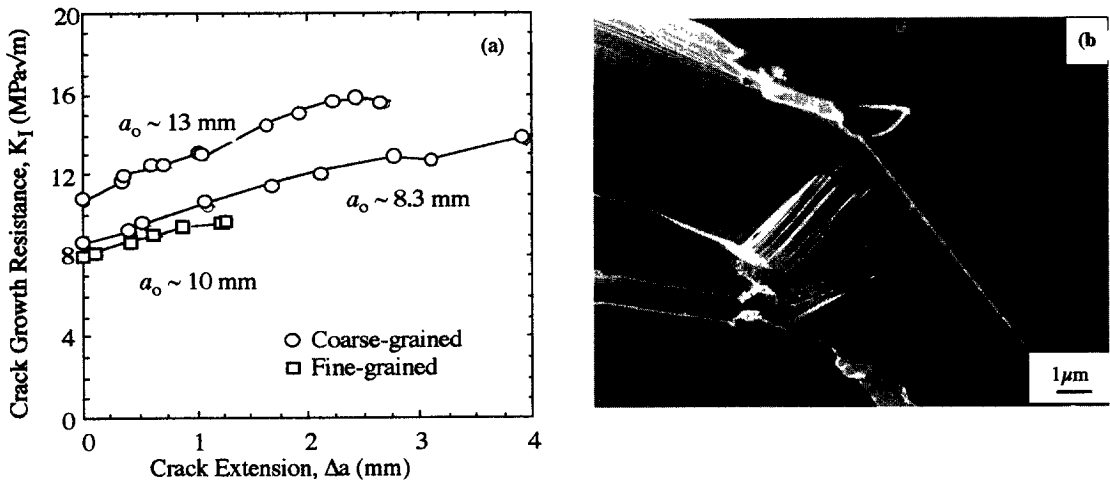 20
16
12
8
4
0
Crack Growth Resistance, K_I (MPa√m)
(a)
a_o ~ 13 mm
a_o ~ 8.3 mm
a_o ~ 10 mm
Coarse-grained
Fine-grained
0 1 2 3 4
Crack Extension, Δa (mm)
(b
1μm